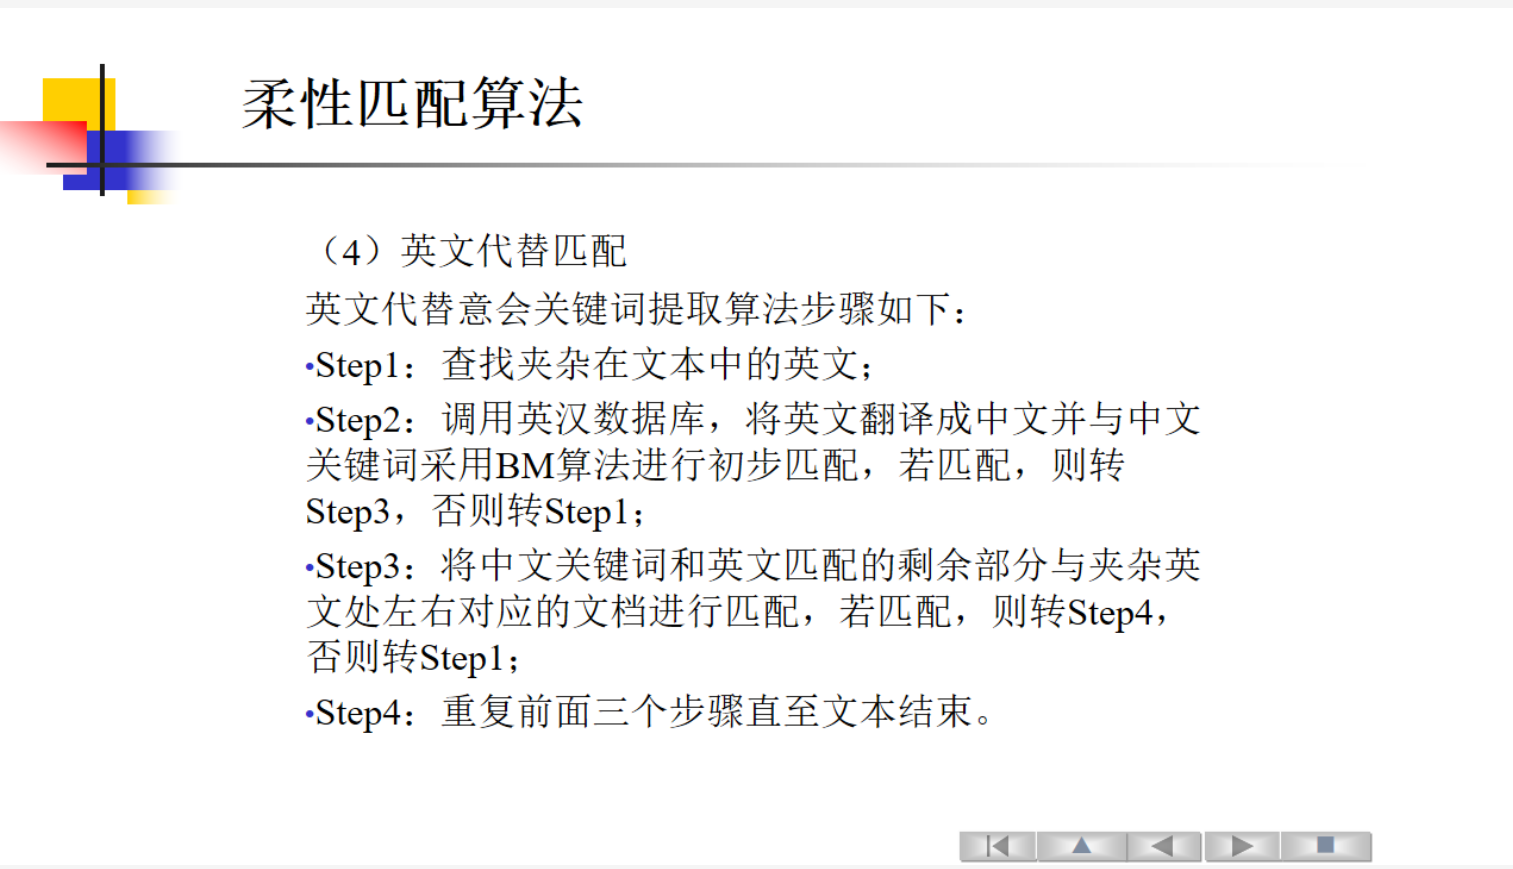 柔性匹配算法
（4）英文代替匹配
英文代替意会关键词提取算法步骤如下：
•Step1：查找夹杂在文本中的英文；
•Step2：调用英汉数据库，将英文翻译成中文并与中文
关键词采用BM算法进行初步匹配，若匹配，则转
Step3，否则转Step1；
•Step3：将中文关键词和英文匹配的剩余部分与夹杂英
文处左右对应的文档进行匹配，若匹配，则转Step4，
否则转Step1；
•Step4：重复前面三个步骤直至文本结束。